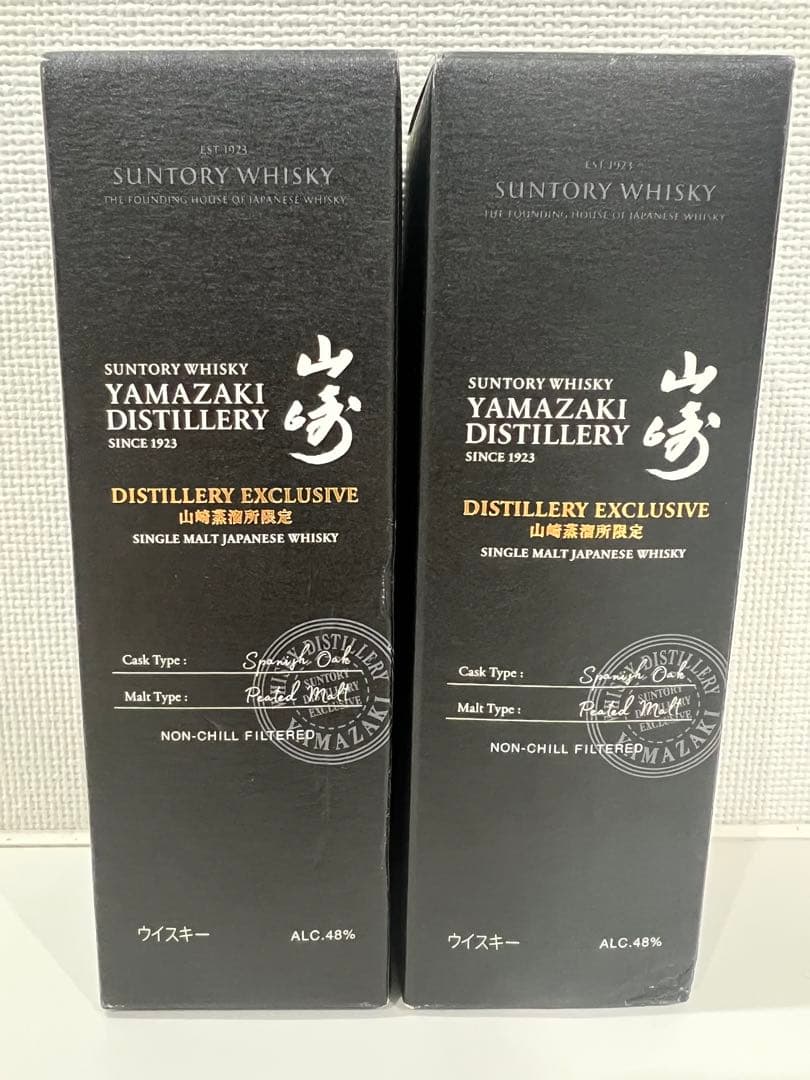 EST. 1923
SUNTORY WHISKY
THE FOUNDING HOUSE OF JAPANESE WHISKY
SUNTORY WHISKY
YAMAZAKI
DISTILLERY
SINCE 1923
山崎
DISTILLERY EXCLUSIVE
山崎蒸溜所限定
SINGLE MALT JAPANESE WHISKY
Cask Type : Spanish Oak
Malt Type : Peated Malt
NON-CHILL FILTERED
WHISKY DISTILLERY
SUNTORY
DISTILLERY
EXCLUSIVE
YAMAZAKI
ウイスキー ALC.48%
EST. 1923
SUNTORY WHISKY
THE FOUNDING HOUSE OF JAPANESE WHISKY
SUNTORY WHISKY
YAMAZAKI
DISTILLERY
SINCE 1923
山崎
DISTILLERY EXCLUSIVE
山崎蒸溜所限定
SINGLE MALT JAPANESE WHISKY
Cask Type : Spanish Oak
Malt Type : Peated Malt
NON-CHILL FILTERED
WHISKY DISTILLERY
SUNTORY
DISTILLERY
EXCLUSIVE
YAMAZAKI
ウイスキー ALC.48%